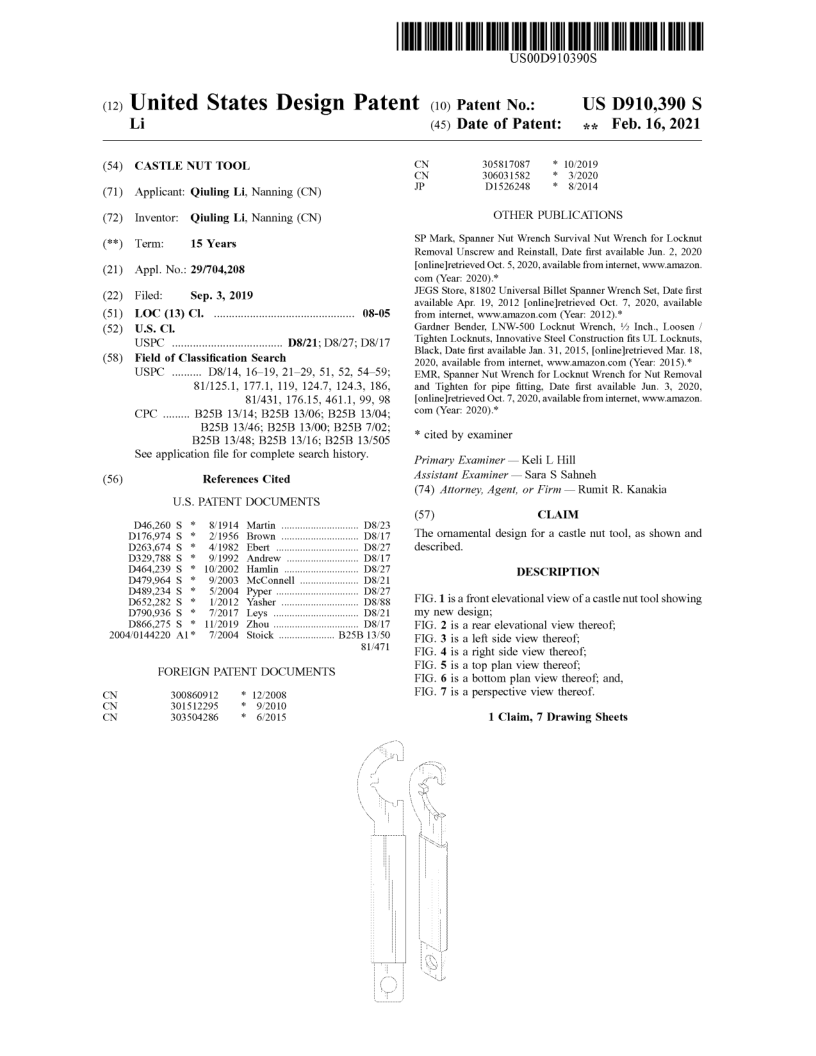 US00D910390S
(12) United States Design Patent
Li
(10) Patent No.: US D910,390 S
(45) Date of Patent: ** Feb. 16, 2021
(54) CASTLE NUT TOOL
(71) Applicant: Qiuling Li, Nanning (CN)
(72) Inventor: Qiuling Li, Nanning (CN)
(**) Term: 15 Years
(21) Appl. No.: 29/704,208
(22) Filed: Sep. 3, 2019
(51) LOC (13) Cl. ............................................... 08-05
(52) U.S. Cl.
USPC ..................................... D8/21; D8/27; D8/17
(58) Field of Classification Search
USPC .......... D8/14, 16–19, 21–29, 51, 52, 54–59;
81/125.1, 177.1, 119, 124.7, 124.3, 186,
81/431, 176.15, 461.1, 99, 98
CPC ......... B25B 13/14; B25B 13/06; B25B 13/04;
B25B 13/46; B25B 13/00; B25B 7/02;
B25B 13/48; B25B 13/16; B25B 13/505
See application file for complete search history.
(56) References Cited
U.S. PATENT DOCUMENTS
D46,260 S * 8/1914 Martin ............................ D8/23
D176,974 S * 2/1956 Brown ............................ D8/17
D263,674 S * 4/1982 Ebert .............................. D8/27
D329,788 S * 9/1992 Andrew .......................... D8/17
D464,239 S * 10/2002 Hamlin ........................... D8/27
D479,964 S * 9/2003 McConnell ..................... D8/21
D489,234 S * 5/2004 Pyper .............................. D8/27
D652,282 S * 1/2012 Yasher ............................ D8/88
D790,936 S * 7/2017 Leys ............................... D8/21
D866,275 S * 11/2019 Zhou ............................... D8/17
2004/0144220 A1* 7/2004 Stoick ..................... B25B 13/50
81/471
FOREIGN PATENT DOCUMENTS
CN 300860912 * 12/2008
CN 301512295 * 9/2010
CN 303504286 * 6/2015
CN 305817087 * 10/2019
CN 306031582 * 3/2020
JP D1526248 * 8/2014
OTHER PUBLICATIONS
SP Mark, Spanner Nut Wrench Survival Nut Wrench for Locknut
Removal Unscrew and Reinstall, Date first available Jun. 2, 2020
[online]retrieved Oct. 5, 2020, available from internet, www.amazon.
com (Year: 2020).*
JEGS Store, 81802 Universal Billet Spanner Wrench Set, Date first
available Apr. 19, 2012 [online]retrieved Oct. 7, 2020, available
from internet, www.amazon.com (Year: 2012).*
Gardner Bender, LNW-500 Locknut Wrench, ½ Inch., Loosen /
Tighten Locknuts, Innovative Steel Construction fits UL Locknuts,
Black, Date first available Jan. 31, 2015, [online]retrieved Mar. 18,
2020, available from internet, www.amazon.com (Year: 2015).*
EMR, Spanner Nut Wrench for Locknut Wrench for Nut Removal
and Tighten for pipe fitting, Date first available Jun. 3, 2020,
[online]retrieved Oct. 7, 2020, available from internet, www.amazon.
com (Year: 2020).*
* cited by examiner
Primary Examiner — Keli L Hill
Assistant Examiner — Sara S Sahneh
(74) Attorney, Agent, or Firm — Rumit R. Kanakia
(57) CLAIM
The ornamental design for a castle nut tool, as shown and
described.
DESCRIPTION
FIG. 1 is a front elevational view of a castle nut tool showing
my new design;
FIG. 2 is a rear elevational view thereof;
FIG. 3 is a left side view thereof;
FIG. 4 is a right side view thereof;
FIG. 5 is a top plan view thereof;
FIG. 6 is a bottom plan view thereof; and,
FIG. 7 is a perspective view thereof.
1 Claim, 7 Drawing Sheets